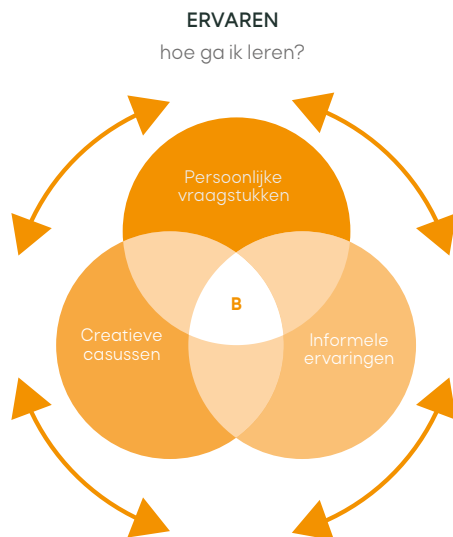 ERVAREN
hoe ga ik leren?
Persoonlijke
vraagstukken
B
Creatieve
casussen
Informele
ervaringen